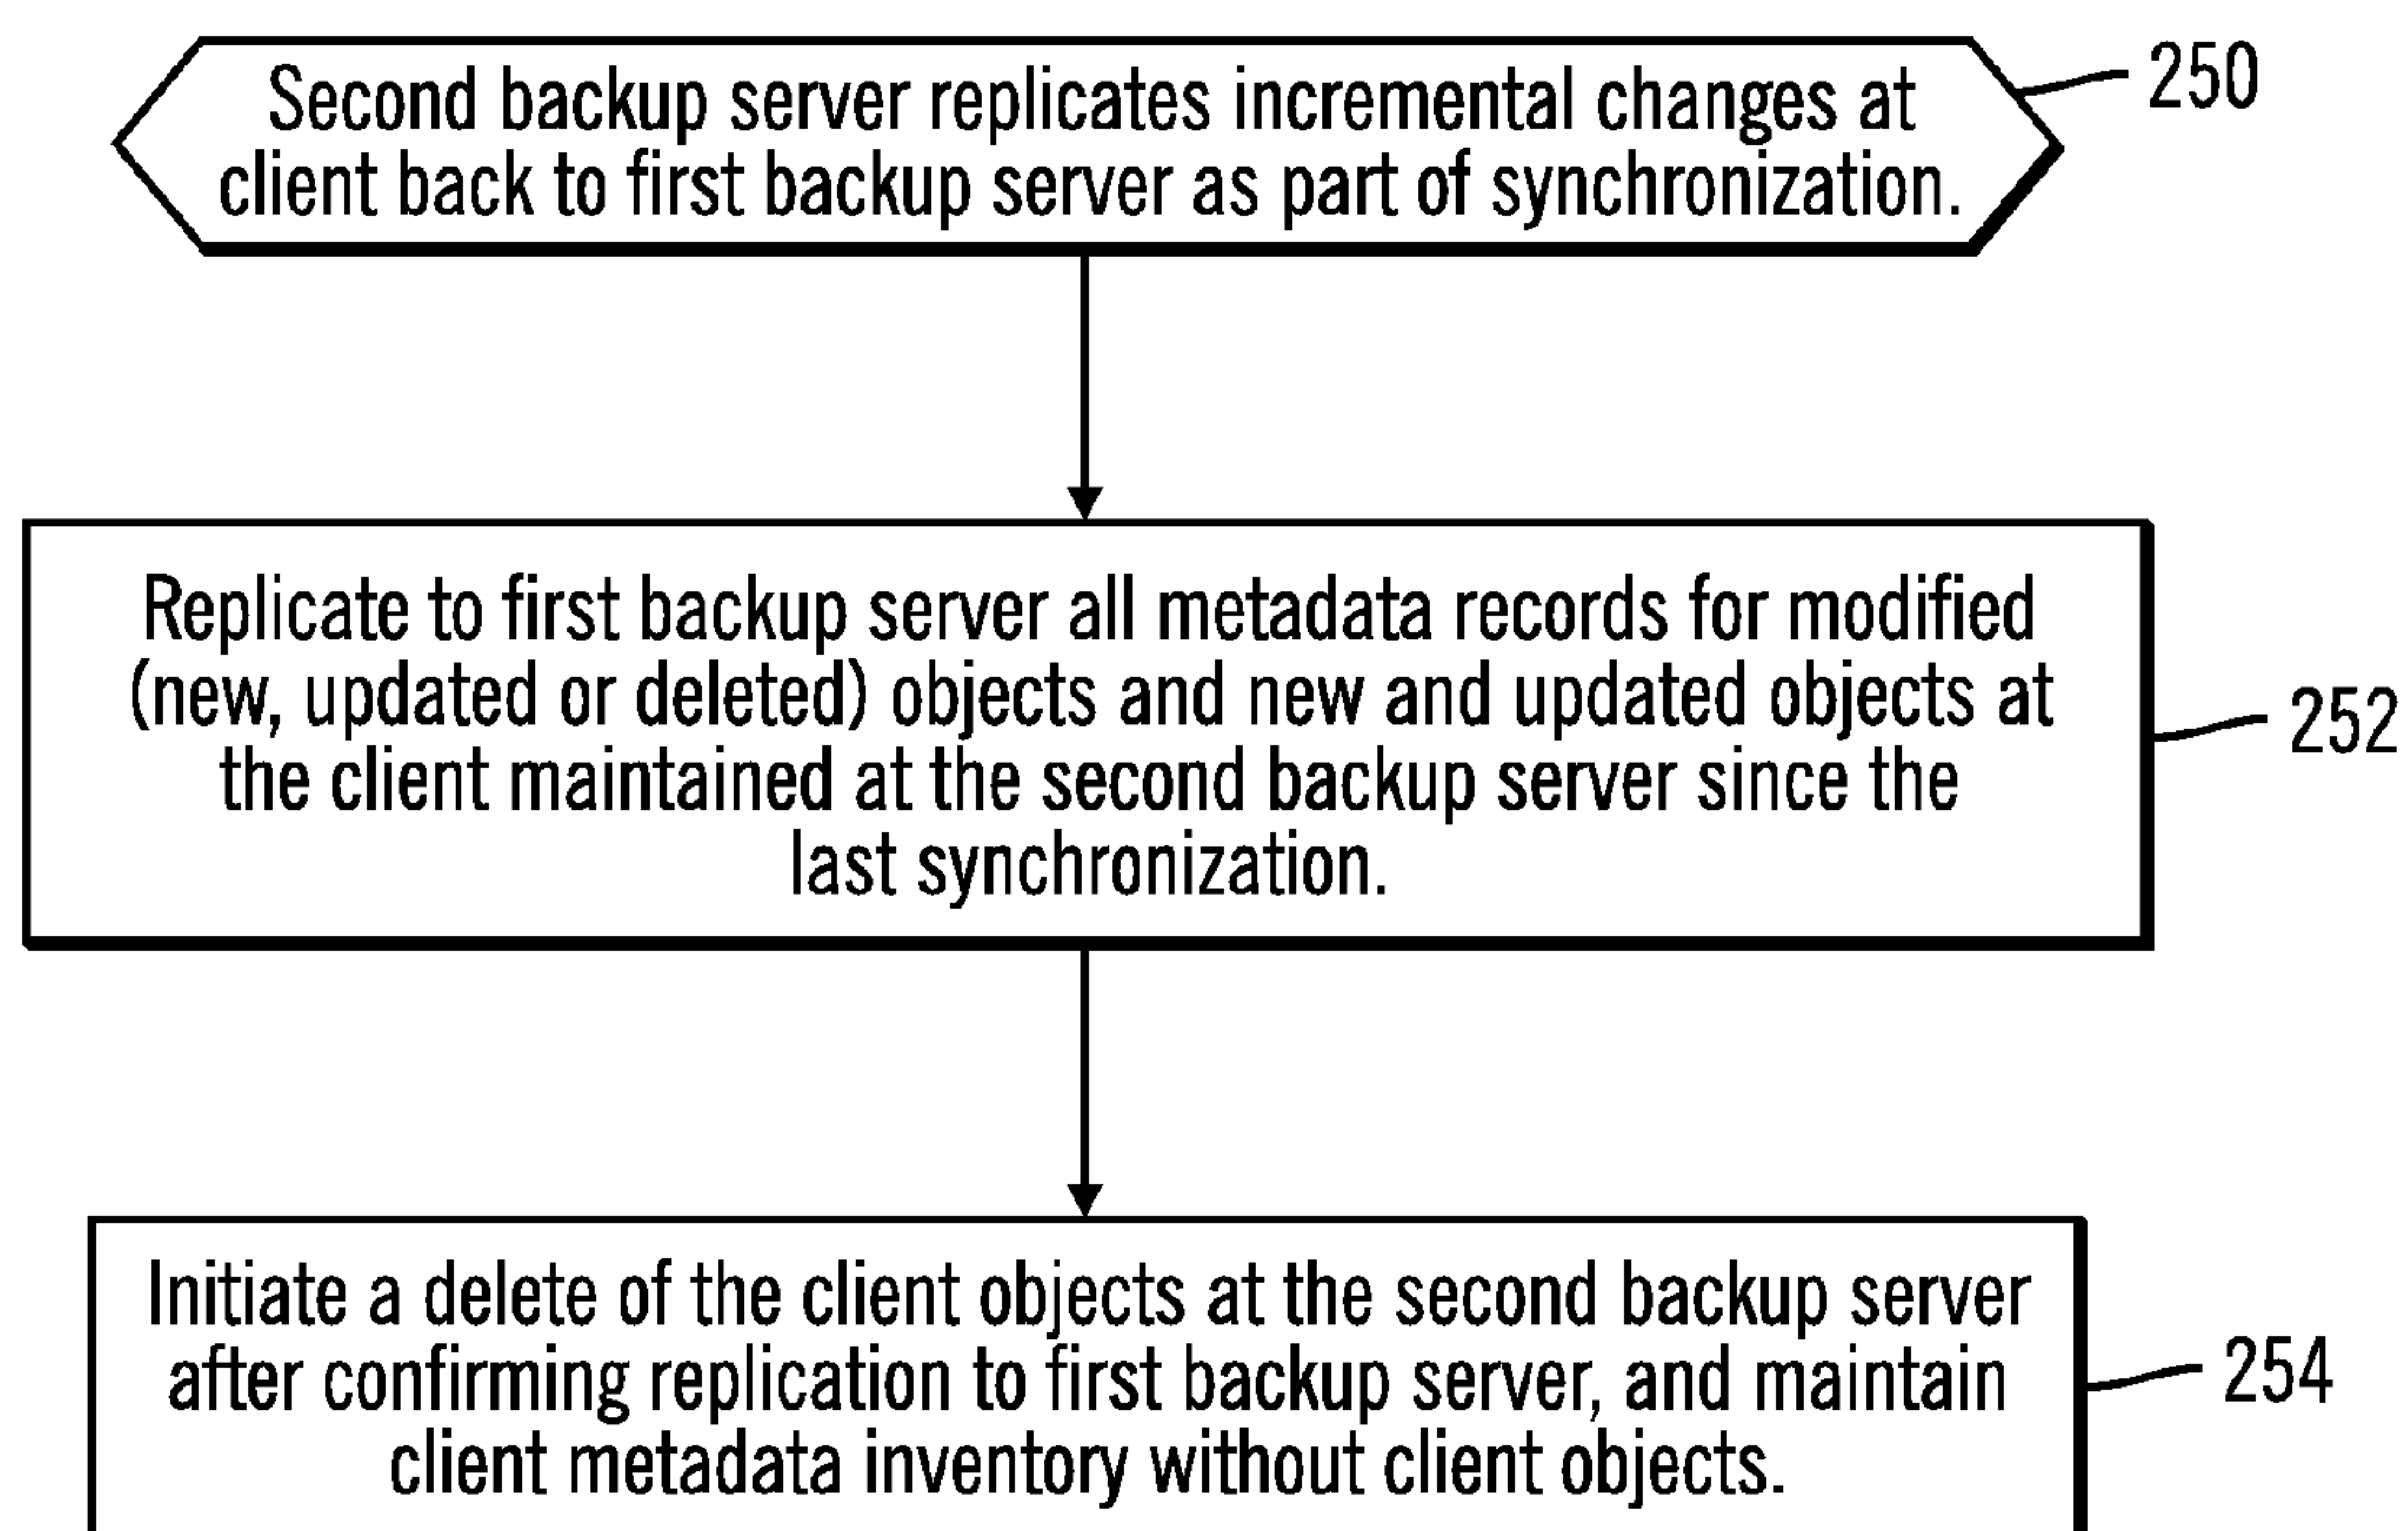 Second backup server replicates incremental changes at
client back to first backup server as part of synchronization.
250
Replicate to first backup server all metadata records for modified
(new, updated or deleted) objects and new and updated objects at
the client maintained at the second backup server since the
last synchronization.
252
Initiate a delete of the client objects at the second backup server
after confirming replication to first backup server, and maintain
client metadata inventory without client objects.
254